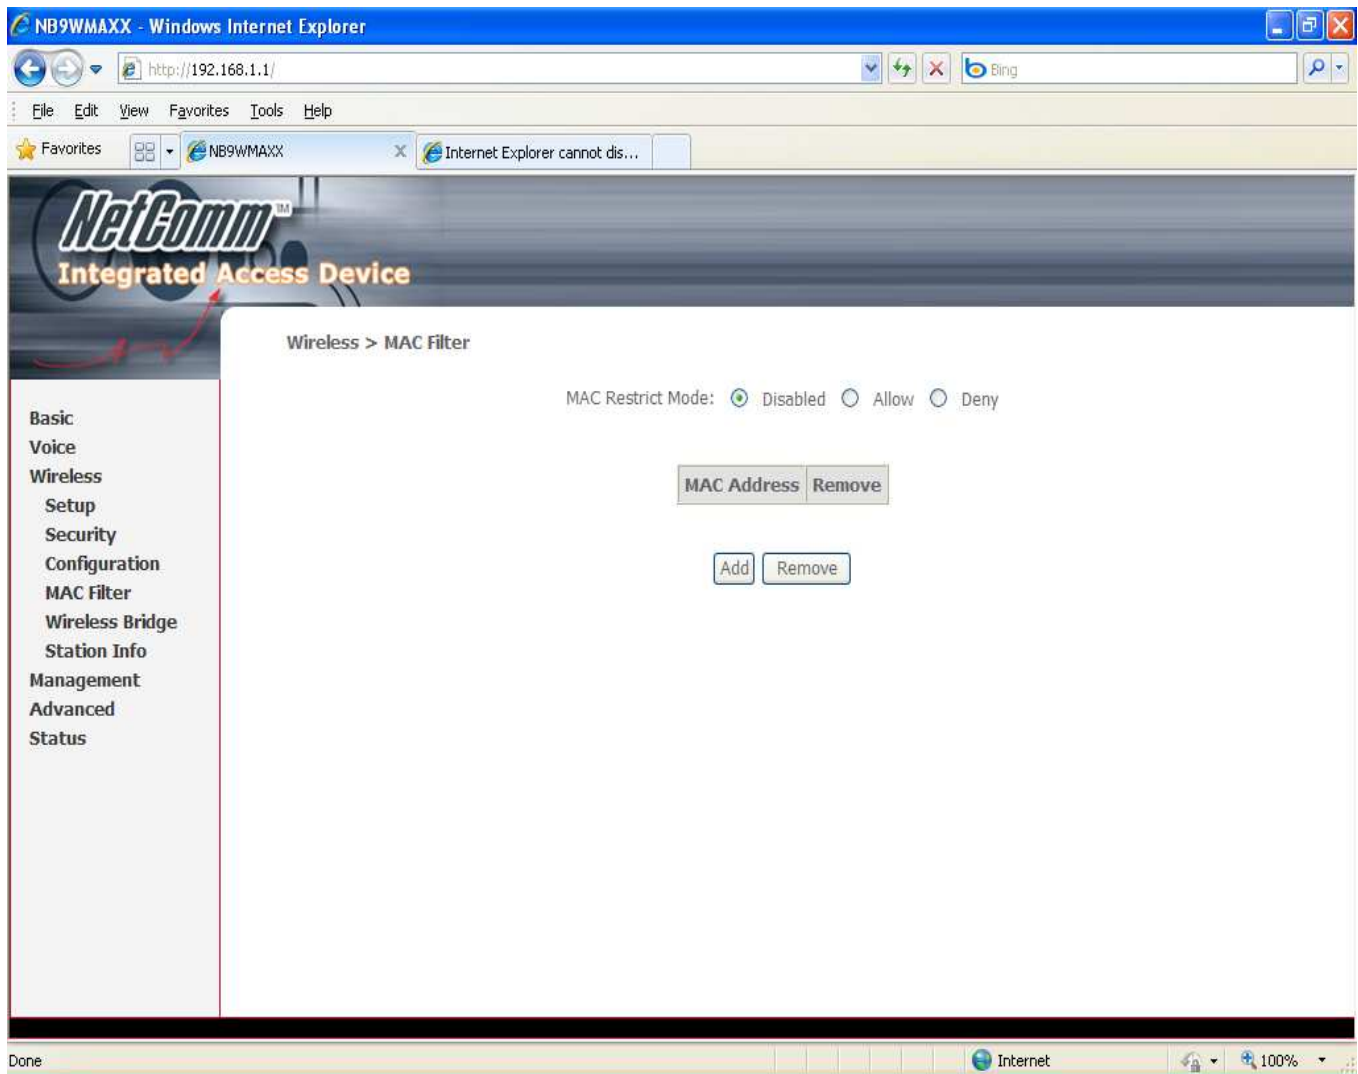 NB9WMAXX - Windows Internet Explorer
http://192.168.1.1/
Bing
File Edit View Favorites Tools Help
Favorites
NB9WMAXX
Internet Explorer cannot dis...
NetComm™
Integrated Access Device
Wireless > MAC Filter
MAC Restrict Mode: Disabled Allow Deny
MAC Address Remove
Add Remove
Basic
Voice
Wireless
Setup
Security
Configuration
MAC Filter
Wireless Bridge
Station Info
Management
Advanced
Status
Done Internet 100%